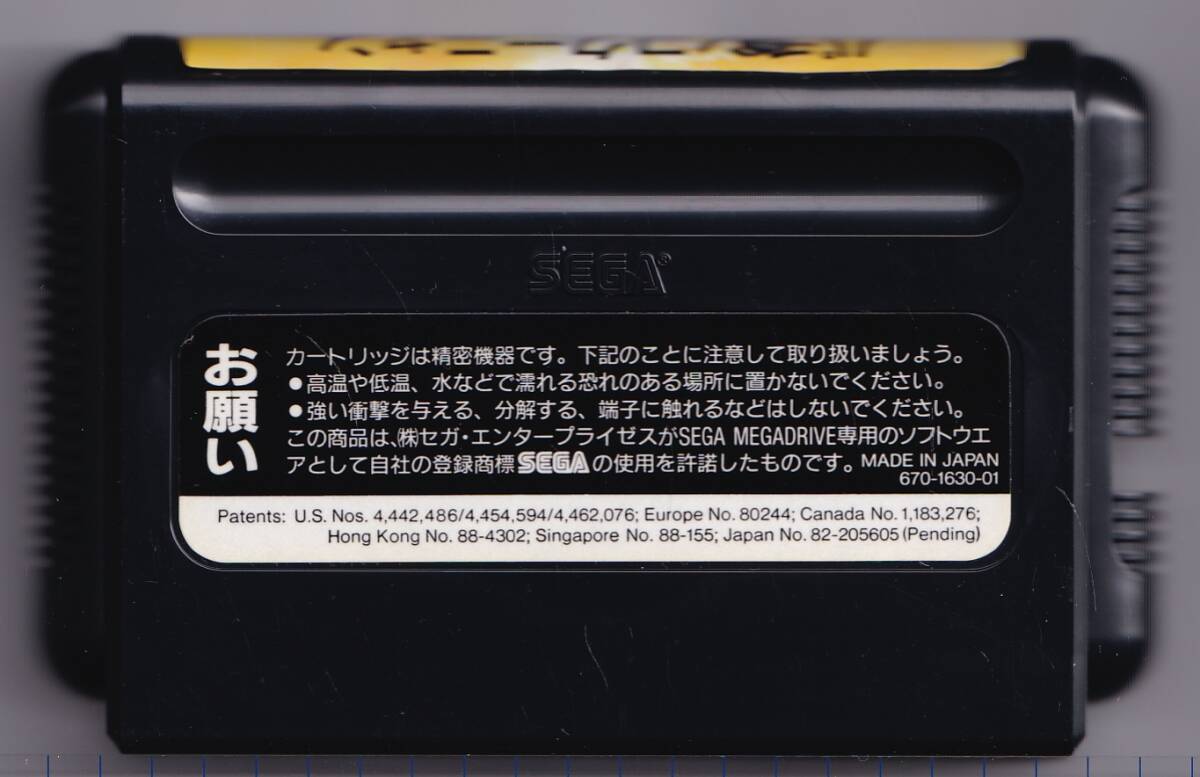 SEGA®
お願い
カートリッジは精密機器です。下記のことに注意して取り扱いましょう。
●高温や低温、水などで濡れる恐れのある場所に置かないでください。
●強い衝撃を与える、分解する、端子に触れるなどはしないでください。
この商品は、㈱セガ・エンタープライゼスがSEGA MEGADRIVE専用のソフトウエ
アとして自社の登録商標SEGAの使用を許諾したものです。MADE IN JAPAN
670-1630-01
Patents: U.S. Nos. 4,442,486/4,454,594/4,462,076; Europe No. 80244; Canada No. 1,183,276;
Hong Kong No. 88-4302; Singapore No. 88-155; Japan No. 82-205605 (Pending)